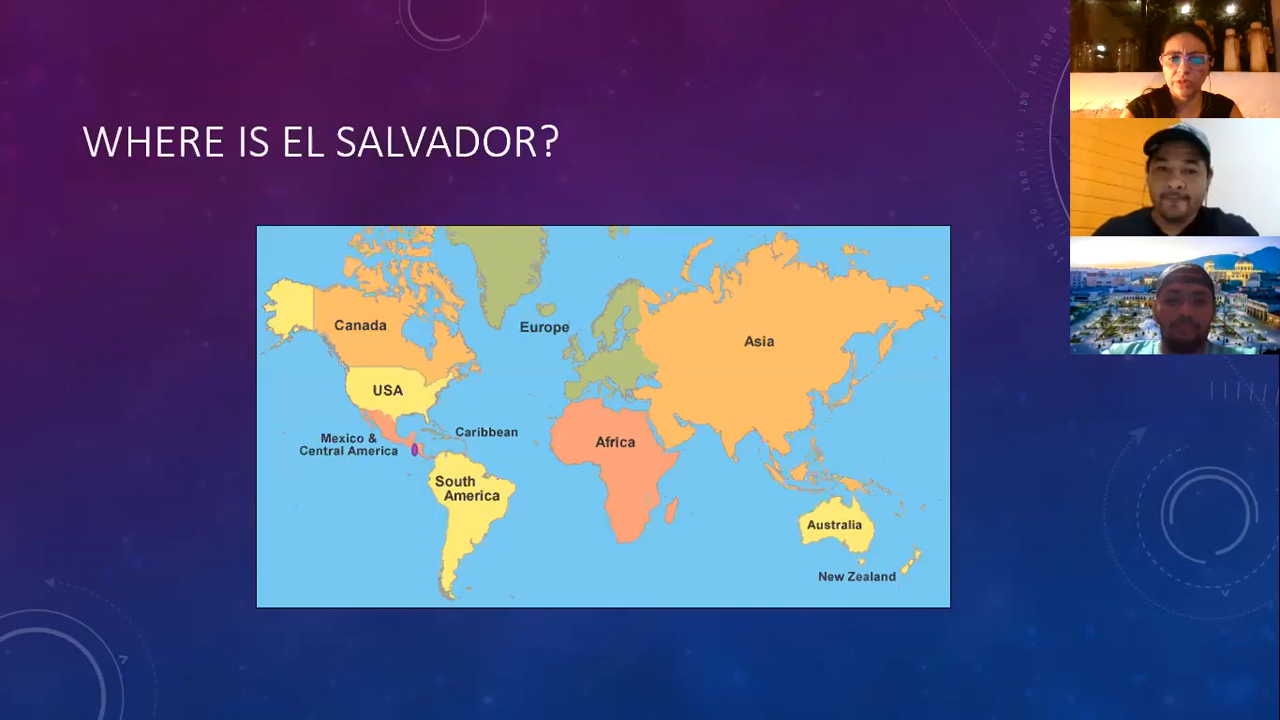 WHERE IS EL SALVADOR?
Canada
Europe
Asia
USA
Mexico &
Central America
Caribbean
Africa
South
America
Australia
New Zealand